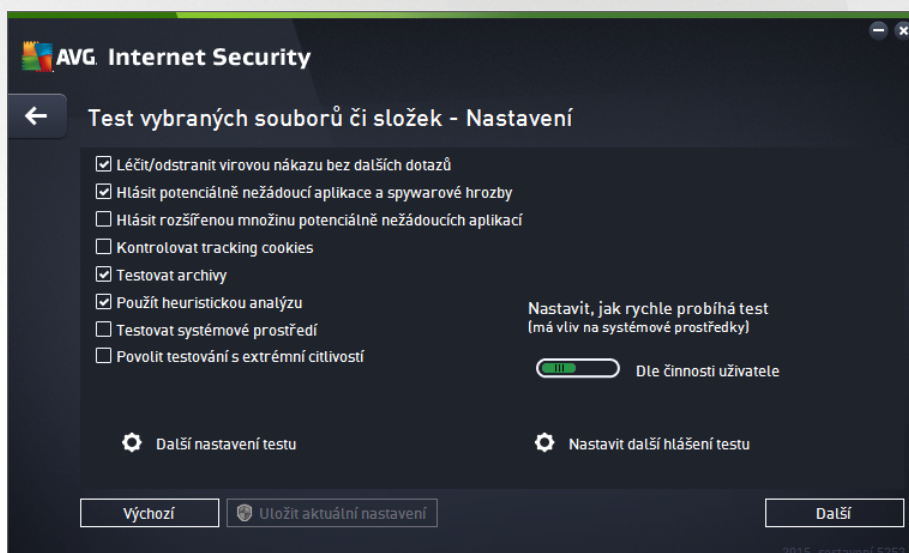 AVG. Internet Security
Test vybraných souborů či složek - Nastavení
Léčit/odstranit virovou nákazu bez dalších dotazů
Hlásit potenciálně nežádoucí aplikace a spywarové hrozby
Hlásit rozšířenou množinu potenciálně nežádoucích aplikací
Kontrolovat tracking cookies
Testovat archivy
Použít heuristickou analýzu
Testovat systémové prostředí
Povolit testování s extrémní citlivostí
Nastavit, jak rychle probíhá test
(má vliv na systémové prostředky)
Dle činnosti uživatele
Další nastavení testu
Nastavit další hlášení testu
Výchozí
Uložit aktuální nastavení
Další